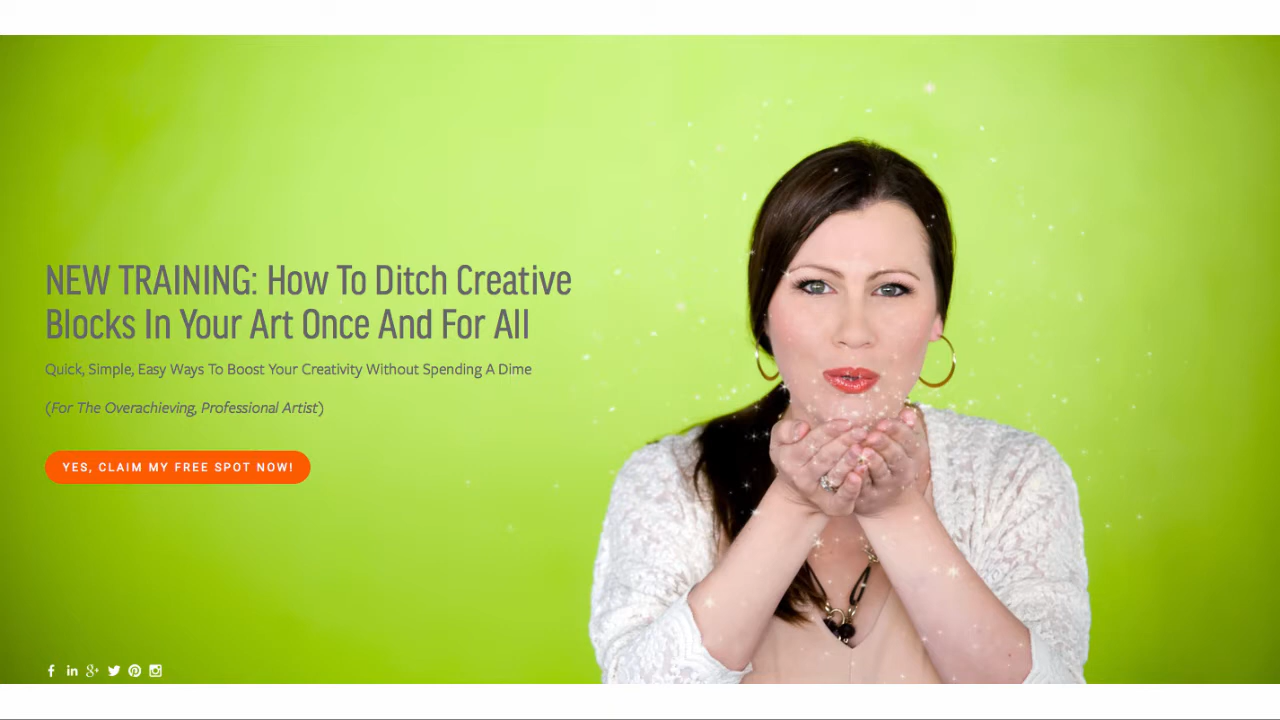 NEW TRAINING: How To Ditch Creative
Blocks In Your Art Once And For All
Quick, Simple, Easy Ways To Boost Your Creativity Without Spending A Dime
(For The Overachieving, Professional Artist)
YES, CLAIM MY FREE SPOT NOW!